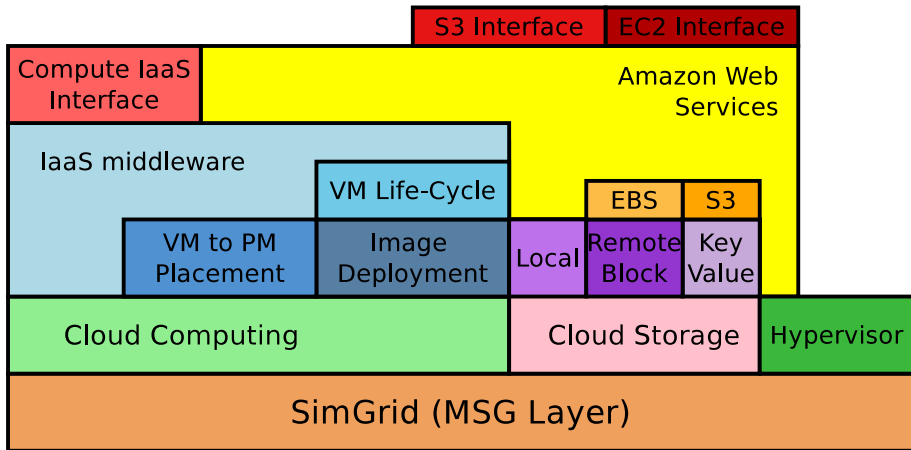 S3 Interface
EC2 Interface
Compute IaaS
Interface
Amazon Web
Services
IaaS middleware
VM Life-Cycle
EBS
S3
VM to PM
Placement
Image
Deployment
Local
Remote
Block
Key
Value
Cloud Computing
Cloud Storage
Hypervisor
SimGrid (MSG Layer)